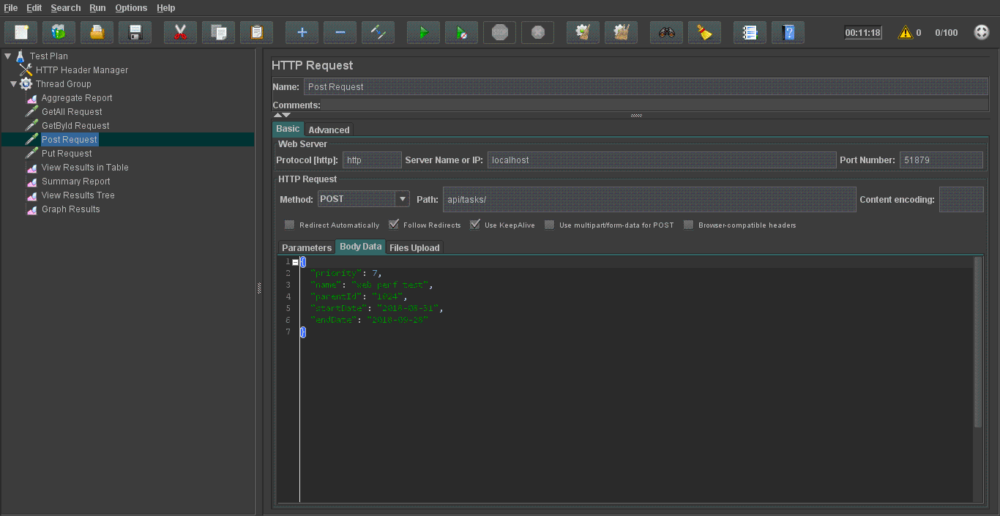 File Edit Search Run Options Help
STOP 00:11:18 0 0/100
Test Plan
HTTP Header Manager
Thread Group
Aggregate Report
GetAll Request
GetById Request
Post Request
Put Request
View Results in Table
Summary Report
View Results Tree
Graph Results
HTTP Request
Name: Post Request
Comments:
Basic Advanced
Web Server
Protocol [http]: http Server Name or IP: localhost Port Number: 51879
HTTP Request
Method: POST Path: api/tasks/ Content encoding:
Redirect Automatically Follow Redirects Use KeepAlive Use multipart/form-data for POST Browser-compatible headers
Parameters Body Data Files Upload
1 {
2 "priority": 7,
3 "name": "web perf test",
4 "parentId": "1024",
5 "startDate": "2018-08-31",
6 "endDate": "2018-09-28"
7 }